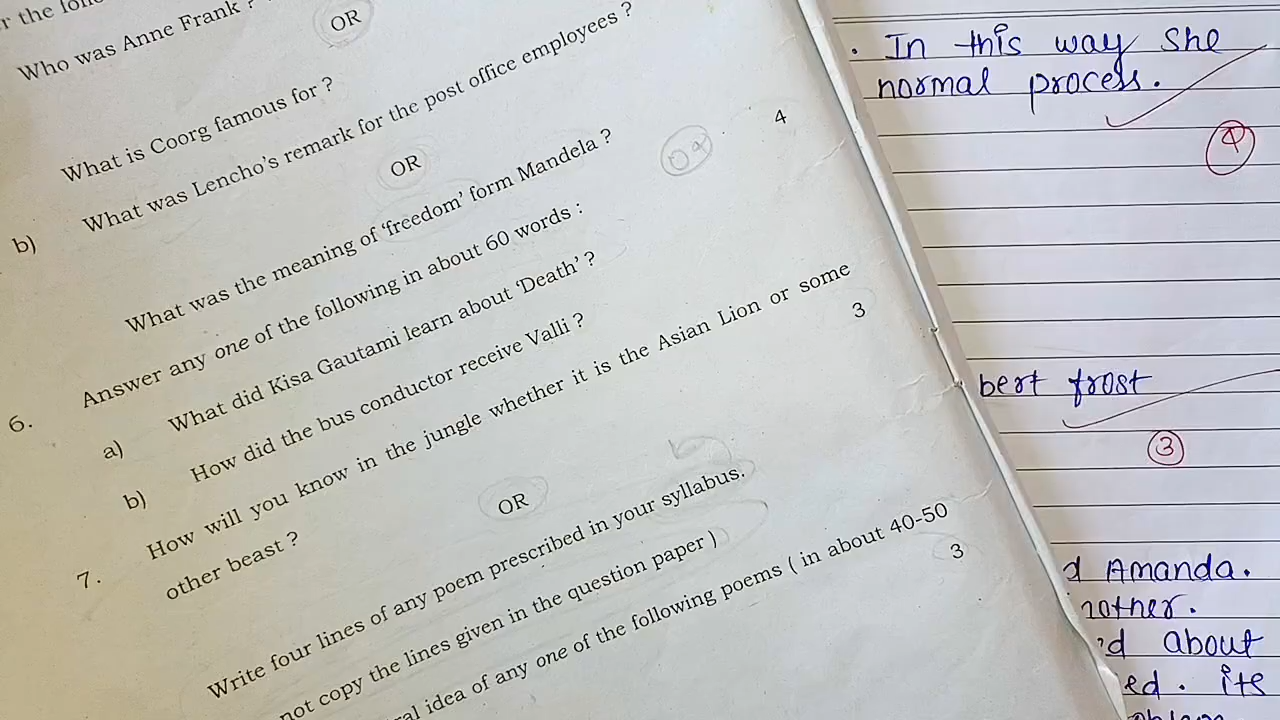 r the
Who was Anne Frank ?
OR
What is Coorg famous for ?
b) What was Lencho's remark for the post office employees ?
OR
What was the meaning of 'freedom' form Mandela ?
04
4
6. Answer any one of the following in about 60 words :
a) What did Kisa Gautami learn about 'Death' ?
b) How did the bus conductor receive Valli ?
7. How will you know in the jungle whether it is the Asian Lion or some
other beast ?
3
OR
Write four lines of any poem prescribed in your syllabus.
not copy the lines given in the question paper )
al idea of any one of the following poems ( in about 40-50
3
. In this way she
normal process.
4
bert frost
3
d Amanda.
nother.
'd about
ed. its